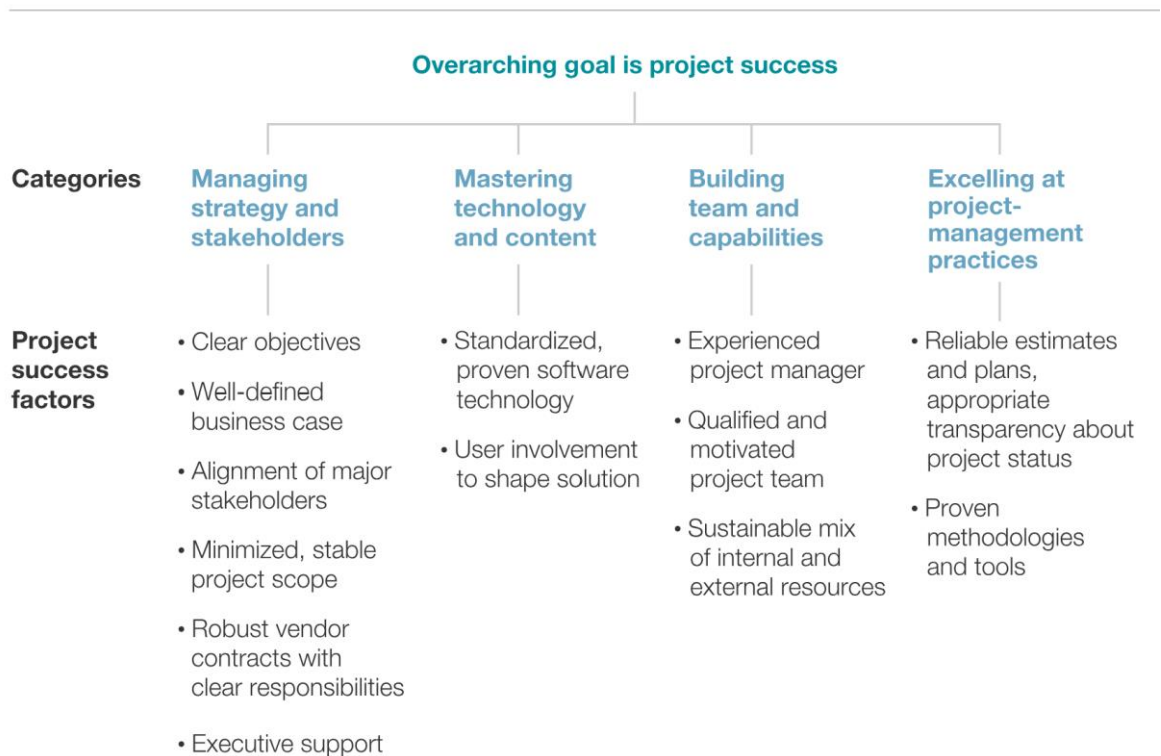 Overarching goal is project success
Categories
Managing
strategy and
stakeholders
Mastering
technology
and content
Building
team and
capabilities
Excelling at
project-
management
practices
Project
success
factors
• Clear objectives
• Well-defined
business case
• Alignment of major
stakeholders
• Minimized, stable
project scope
• Robust vendor
contracts with
clear responsibilities
• Executive support
• Standardized,
proven software
technology
• User involvement
to shape solution
• Experienced
project manager
• Qualified and
motivated
project team
• Sustainable mix
of internal and
external resources
• Reliable estimates
and plans,
appropriate
transparency about
project status
• Proven
methodologies
and tools